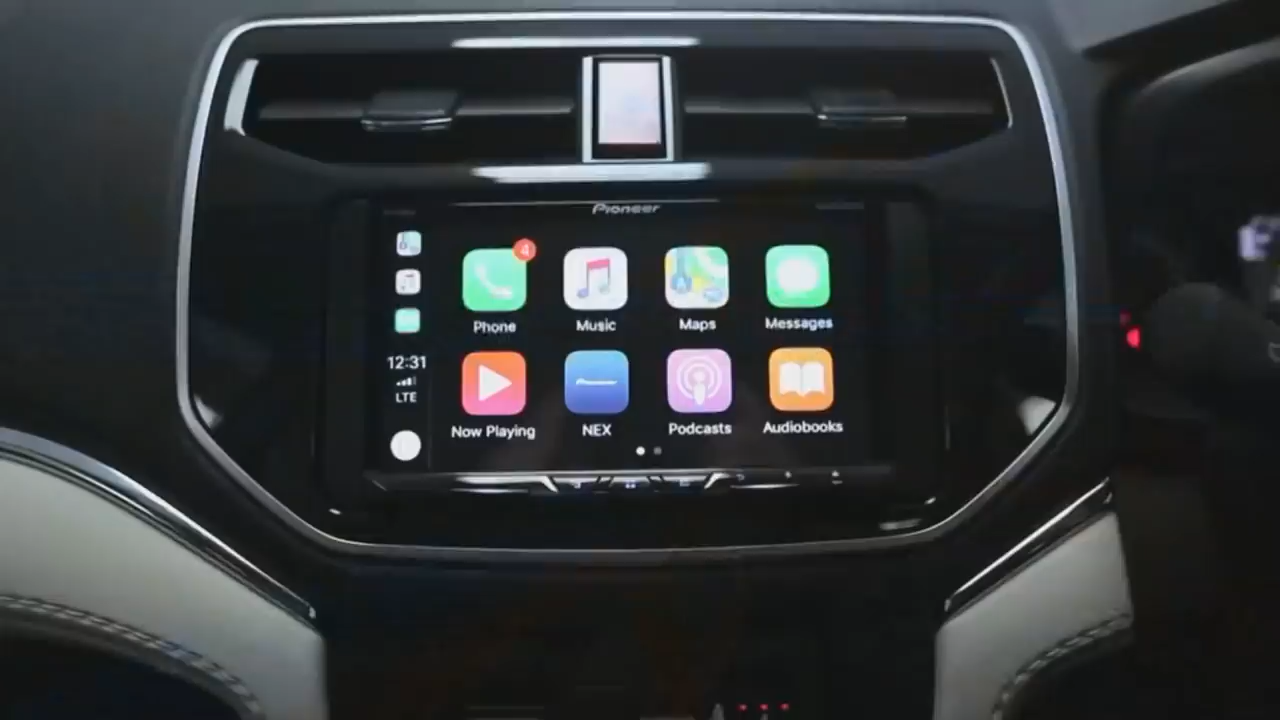 Pioneer
4
Phone Music Maps Messages
12:31
LTE
Now Playing NEX Podcasts Audiobooks